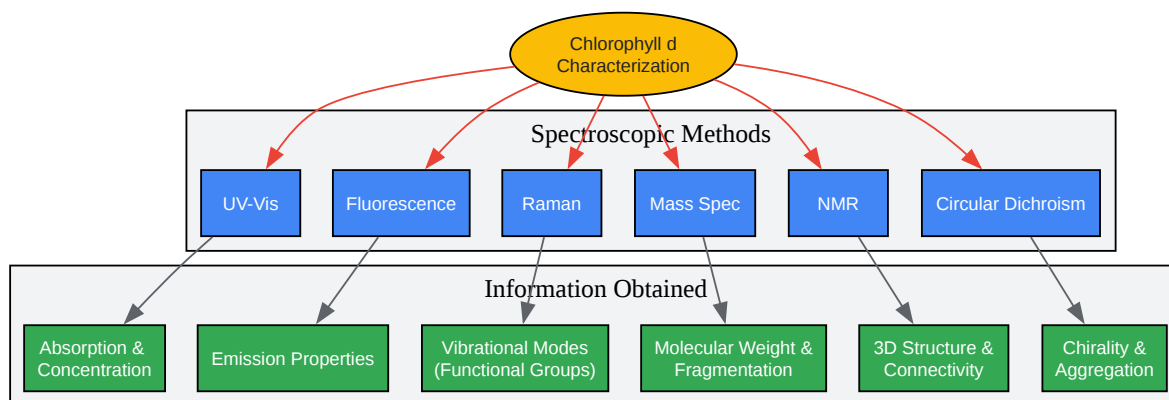 Chlorophyll d
Characterization
Spectroscopic Methods
UV-Vis
Fluorescence
Raman
Mass Spec
NMR
Circular Dichroism
Information Obtained
Absorption &
Concentration
Emission Properties
Vibrational Modes
(Functional Groups)
Molecular Weight &
Fragmentation
3D Structure &
Connectivity
Chirality &
Aggregation